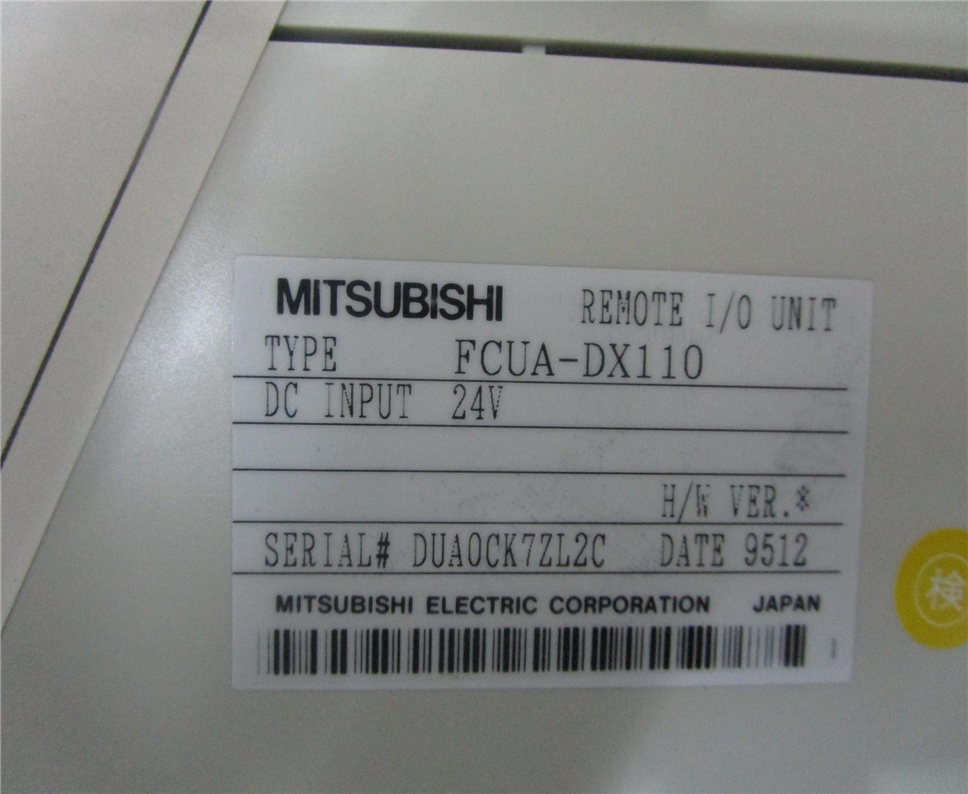 MITSUBISHI REMOTE I/O UNIT
TYPE FCUA-DX110
DC INPUT 24V
H/W VER.※
SERIAL# DUA0CK7ZL2C DATE 9512
MITSUBISHI ELECTRIC CORPORATION JAPAN
検